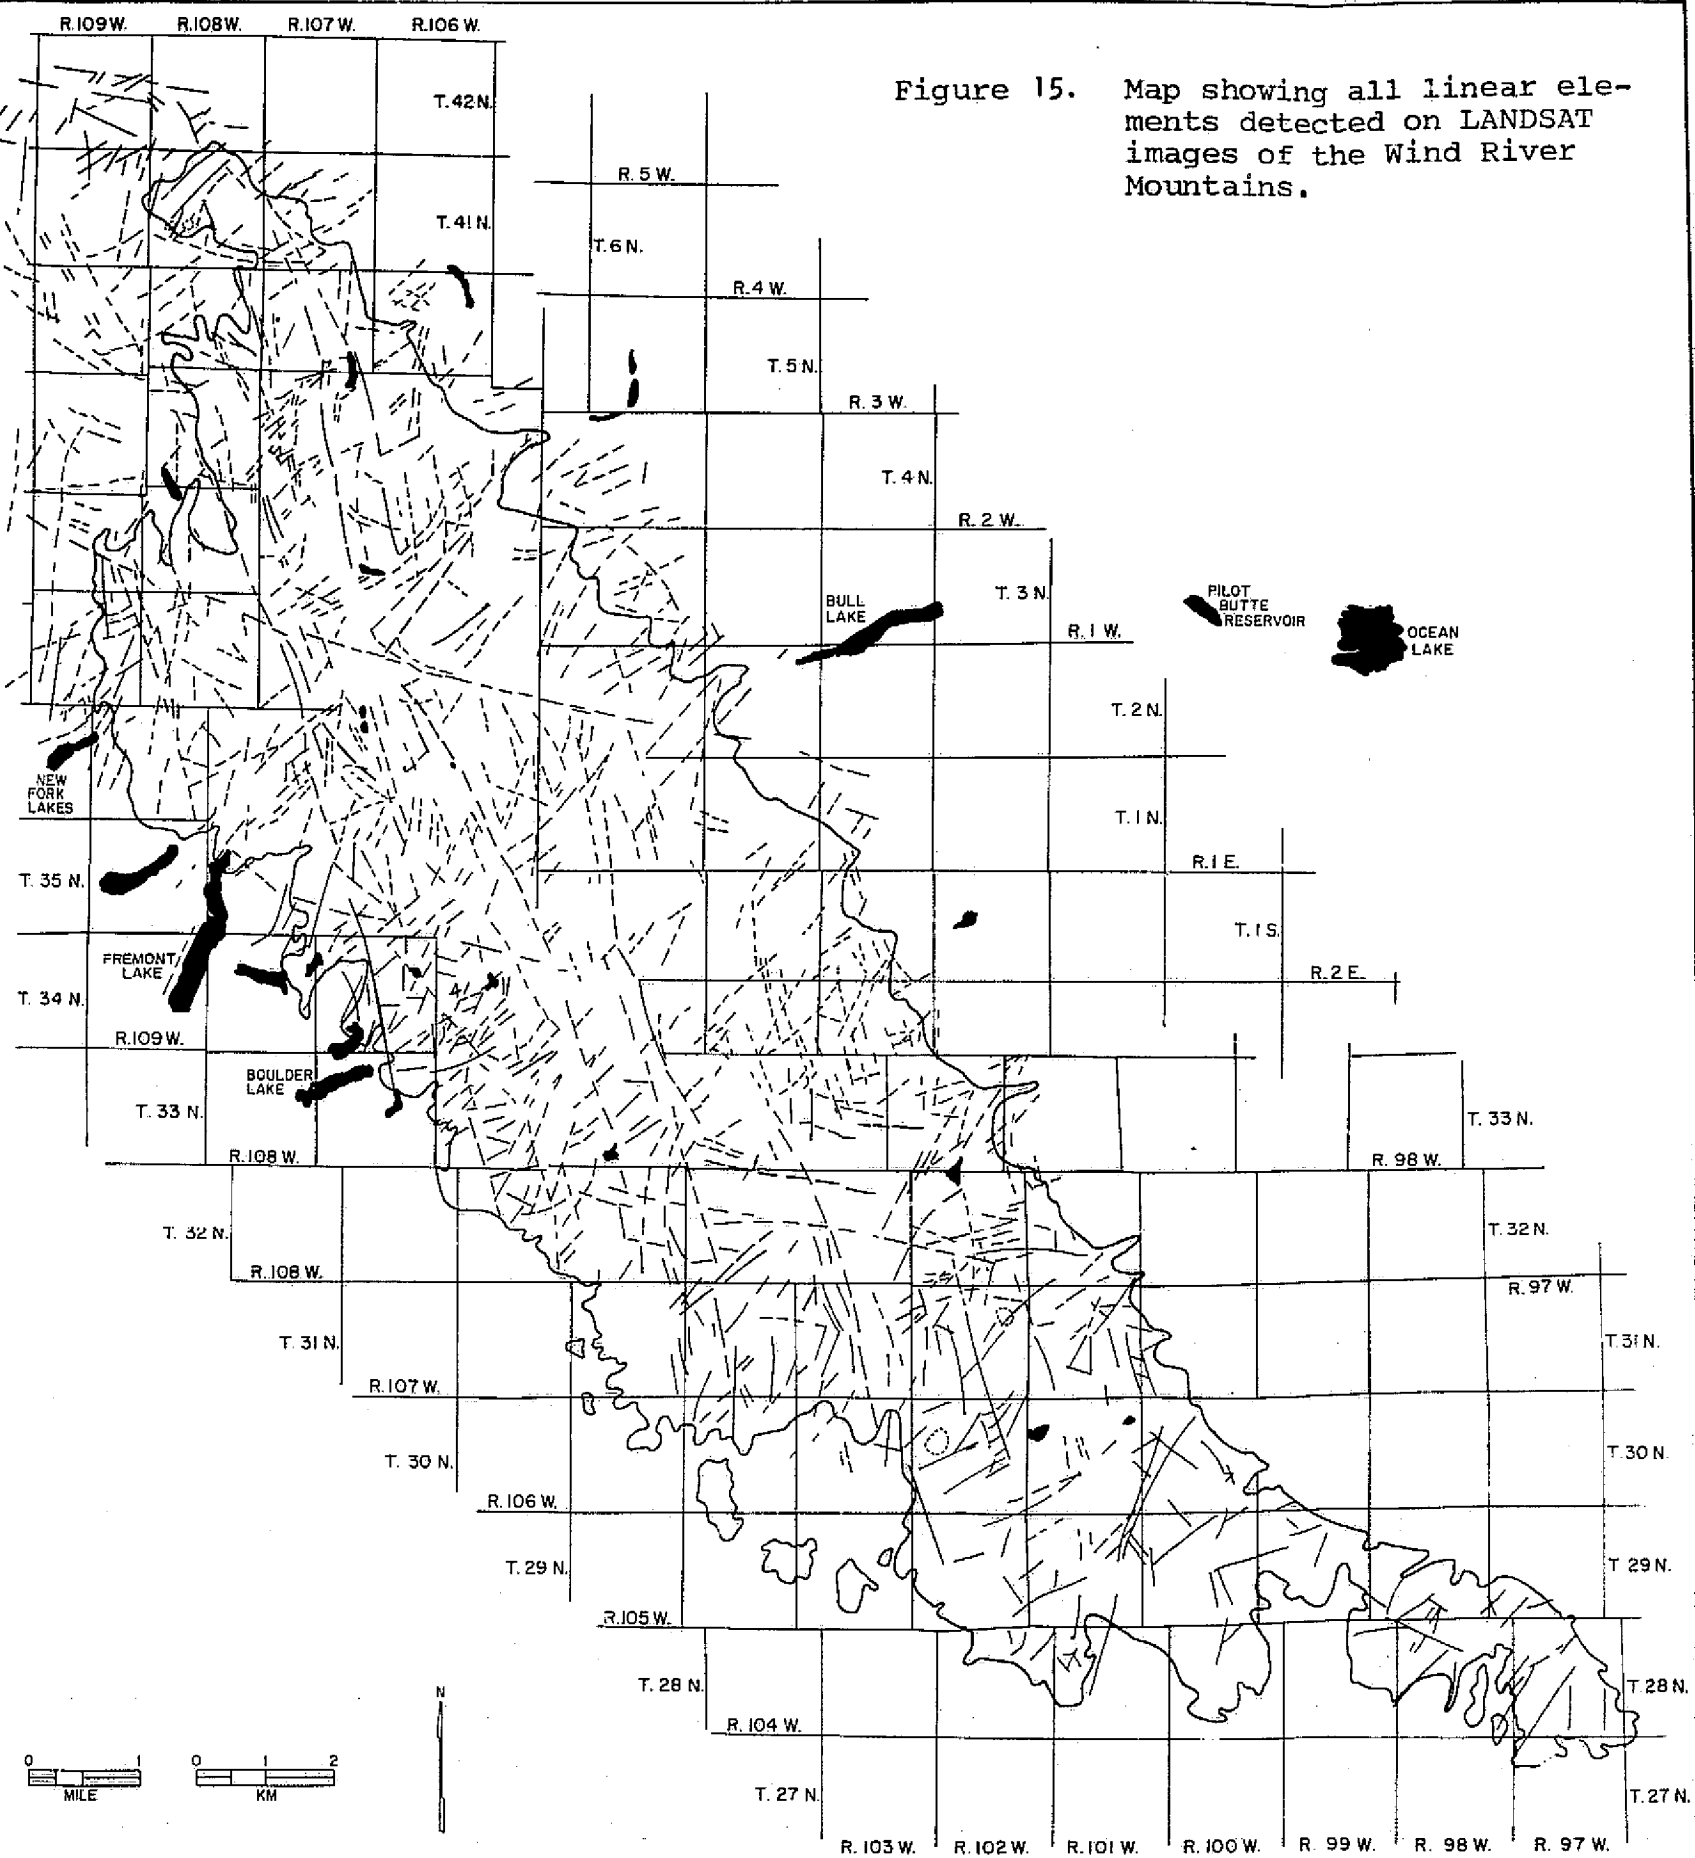 R.109W. R.108W. R.107W. R.106W.
Figure 15. Map showing all linear ele-
ments detected on LANDSAT
images of the Wind River
Mountains.
T.42N.
R.5W.
T.41N.
T.6N.
R.4W.
T.5N.
R.3W.
T.4N.
R.2W.
T.3N.
BULL
LAKE
PILOT
BUTTE
RESERVOIR
R.1W.
OCEAN
LAKE
T.2N.
NEW
FORK
LAKES
T.1N.
R.1E.
T.35N.
T.1S.
FREMONT
LAKE
R.2E.
T.34N.
R.109W.
BOULDER
LAKE
T.33N.
T.33N.
R.108W.
R.98W.
T.32N.
T.32N.
R.108W.
R.97W.
T.31N.
T.31N.
R.107W.
T.30N.
T.30N.
R.106W.
T.29N.
T29N.
R.105W.
T.28N.
T.28N.
N
R.104W.
0 1
MILE
0 1 2
KM
T.27N.
T.27N.
R.103W. R.102W. R.101W. R.100W. R.99W. R.98W. R.97W.